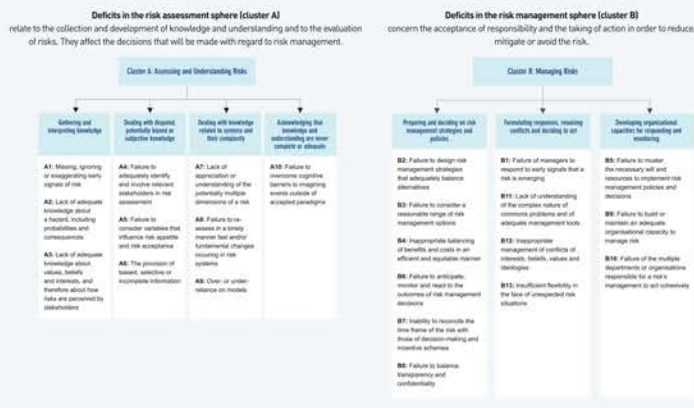 Deficits in the risk assessment sphere (cluster A)
relate to the collection and development of knowledge and understanding and to the evaluation
of risks. They affect the decisions that will be made with regard to risk management.
Cluster A: Assessing and Understanding Risks
Gathering and
interpreting knowledge
A1: Missing, ignoring
or exaggerating early
signals of risk
A2: Lack of adequate
knowledge about
a hazard, including
probabilities and
consequences
A3: Lack of adequate
knowledge about
values, beliefs
and interests, and
therefore about how
risks are perceived by
stakeholders
Dealing with disputed,
potentially biased or
subjective knowledge
A4: Failure to
adequately identify
and involve relevant
stakeholders in risk
assessment
A5: Failure to
consider variables that
influence risk appetite
and risk acceptance
A6: The provision of
biased, selective or
incomplete information
Dealing with knowledge
related to systems and
their complexity
A7: Lack of
appreciation or
understanding of the
potentially multiple
dimensions of a risk
A8: Failure to re-
assess in a timely
manner fast and/or
fundamental changes
occuring in risk
systems
A9: Over- or under-
reliance on models
Acknowledging that
knowledge and
understanding are never
complete or adequate
A10: Failure to
overcome cognitive
barriers to imagining
events outside of
accepted paradigms
Deficits in the risk management sphere (cluster B)
concern the acceptance of responsibility and the taking of action in order to reduce,
mitigate or avoid the risk.
Cluster B: Managing Risks
Preparing and deciding on risk
management strategies and
policies
B2: Failure to design risk
management strategies
that adequately balance
alternatives
B3: Failure to consider a
reasonable range of risk
management options
B4: Inappropriate balancing
of benefits and costs in an
efficient and equitable manner
B6: Failure to anticipate,
monitor and react to the
outcomes of risk management
decisions
B7: Inability to reconcile the
time frame of the risk with
those of decision-making and
incentive schemes
B8: Failure to balance
transparency and
confidentiality
Formulating responses, resolving
conflicts and deciding to act
B1: Failure of managers to
respond to early signals that a
risk is emerging
B11: Lack of understanding
of the complex nature of
commons problems and of
adequate management tools
B12: Inappropriate
management of conflicts of
interests, beliefs, values and
ideologies
B13: Insufficient flexibility in
the face of unexpected risk
situations
Developing organisational
capacities for responding and
monitoring
B5: Failure to muster
the necessary will and
resources to implement risk
management policies and
decisions
B9: Failure to build or
maintain an adequate
organisational capacity to
manage risk
B10: Failure of the multiple
departments or organisations
responsible for a risk's
management to act cohesively